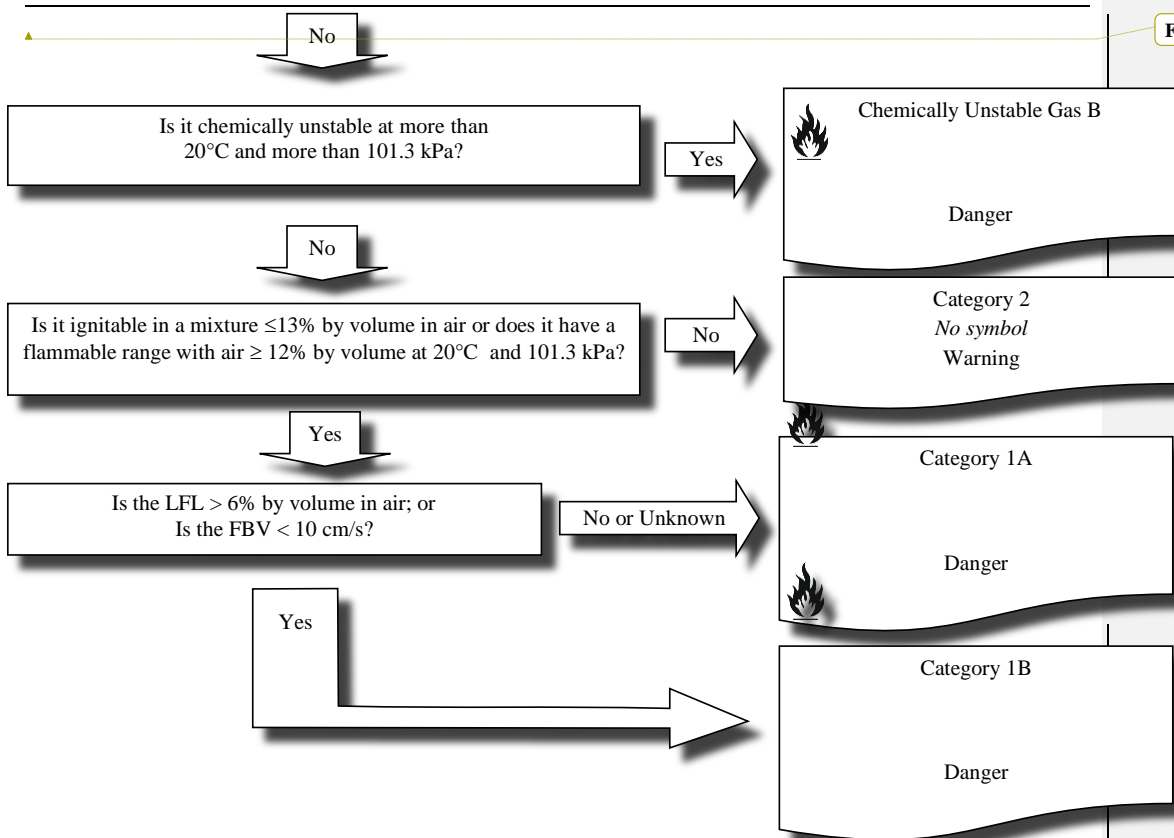 No
F
Is it chemically unstable at more than
20°C and more than 101.3 kPa?
Yes
Chemically Unstable Gas B
Danger
No
Is it ignitable in a mixture ≤13% by volume in air or does it have a
flammable range with air ≥ 12% by volume at 20°C and 101.3 kPa?
No
Category 2
No symbol
Warning
Yes
Is the LFL > 6% by volume in air; or
Is the FBV < 10 cm/s?
No or Unknown
Category 1A
Danger
Yes
Category 1B
Danger